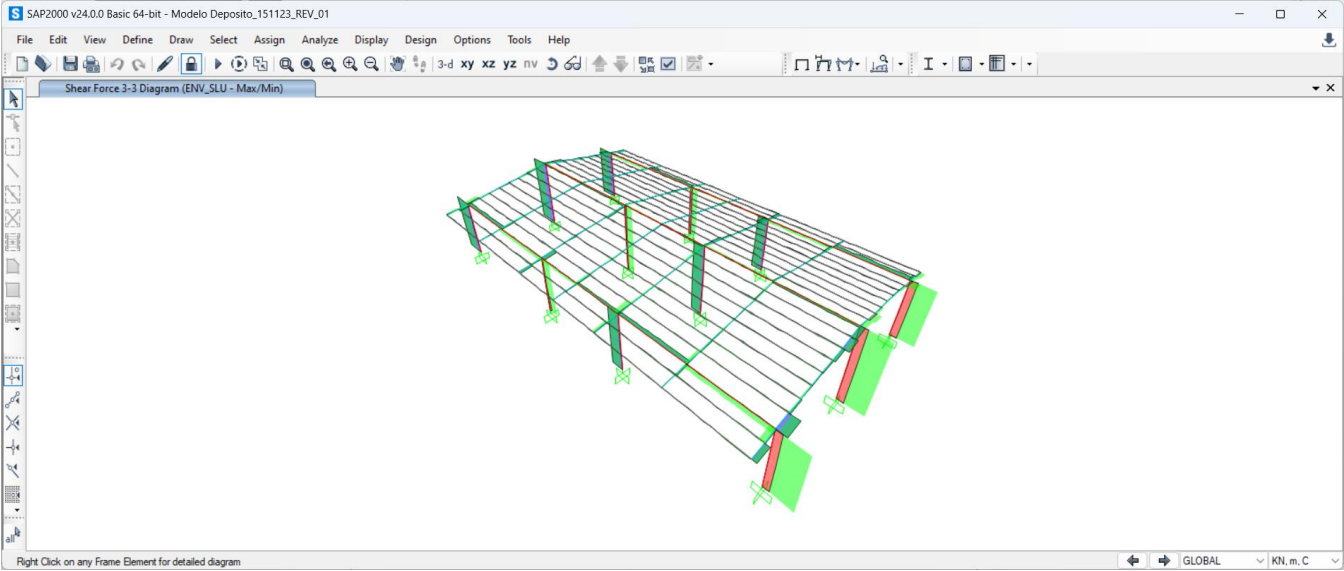 S SAP2000 v24.0.0 Basic 64-bit - Modelo Deposito_151123_REV_01
File Edit View Define Draw Select Assign Analyze Display Design Options Tools Help
3-d xy xz yz nv
Shear Force 3-3 Diagram (ENV_SLU - Max/Min)
all
Right Click on any Frame Element for detailed diagram
GLOBAL
KN, m, C